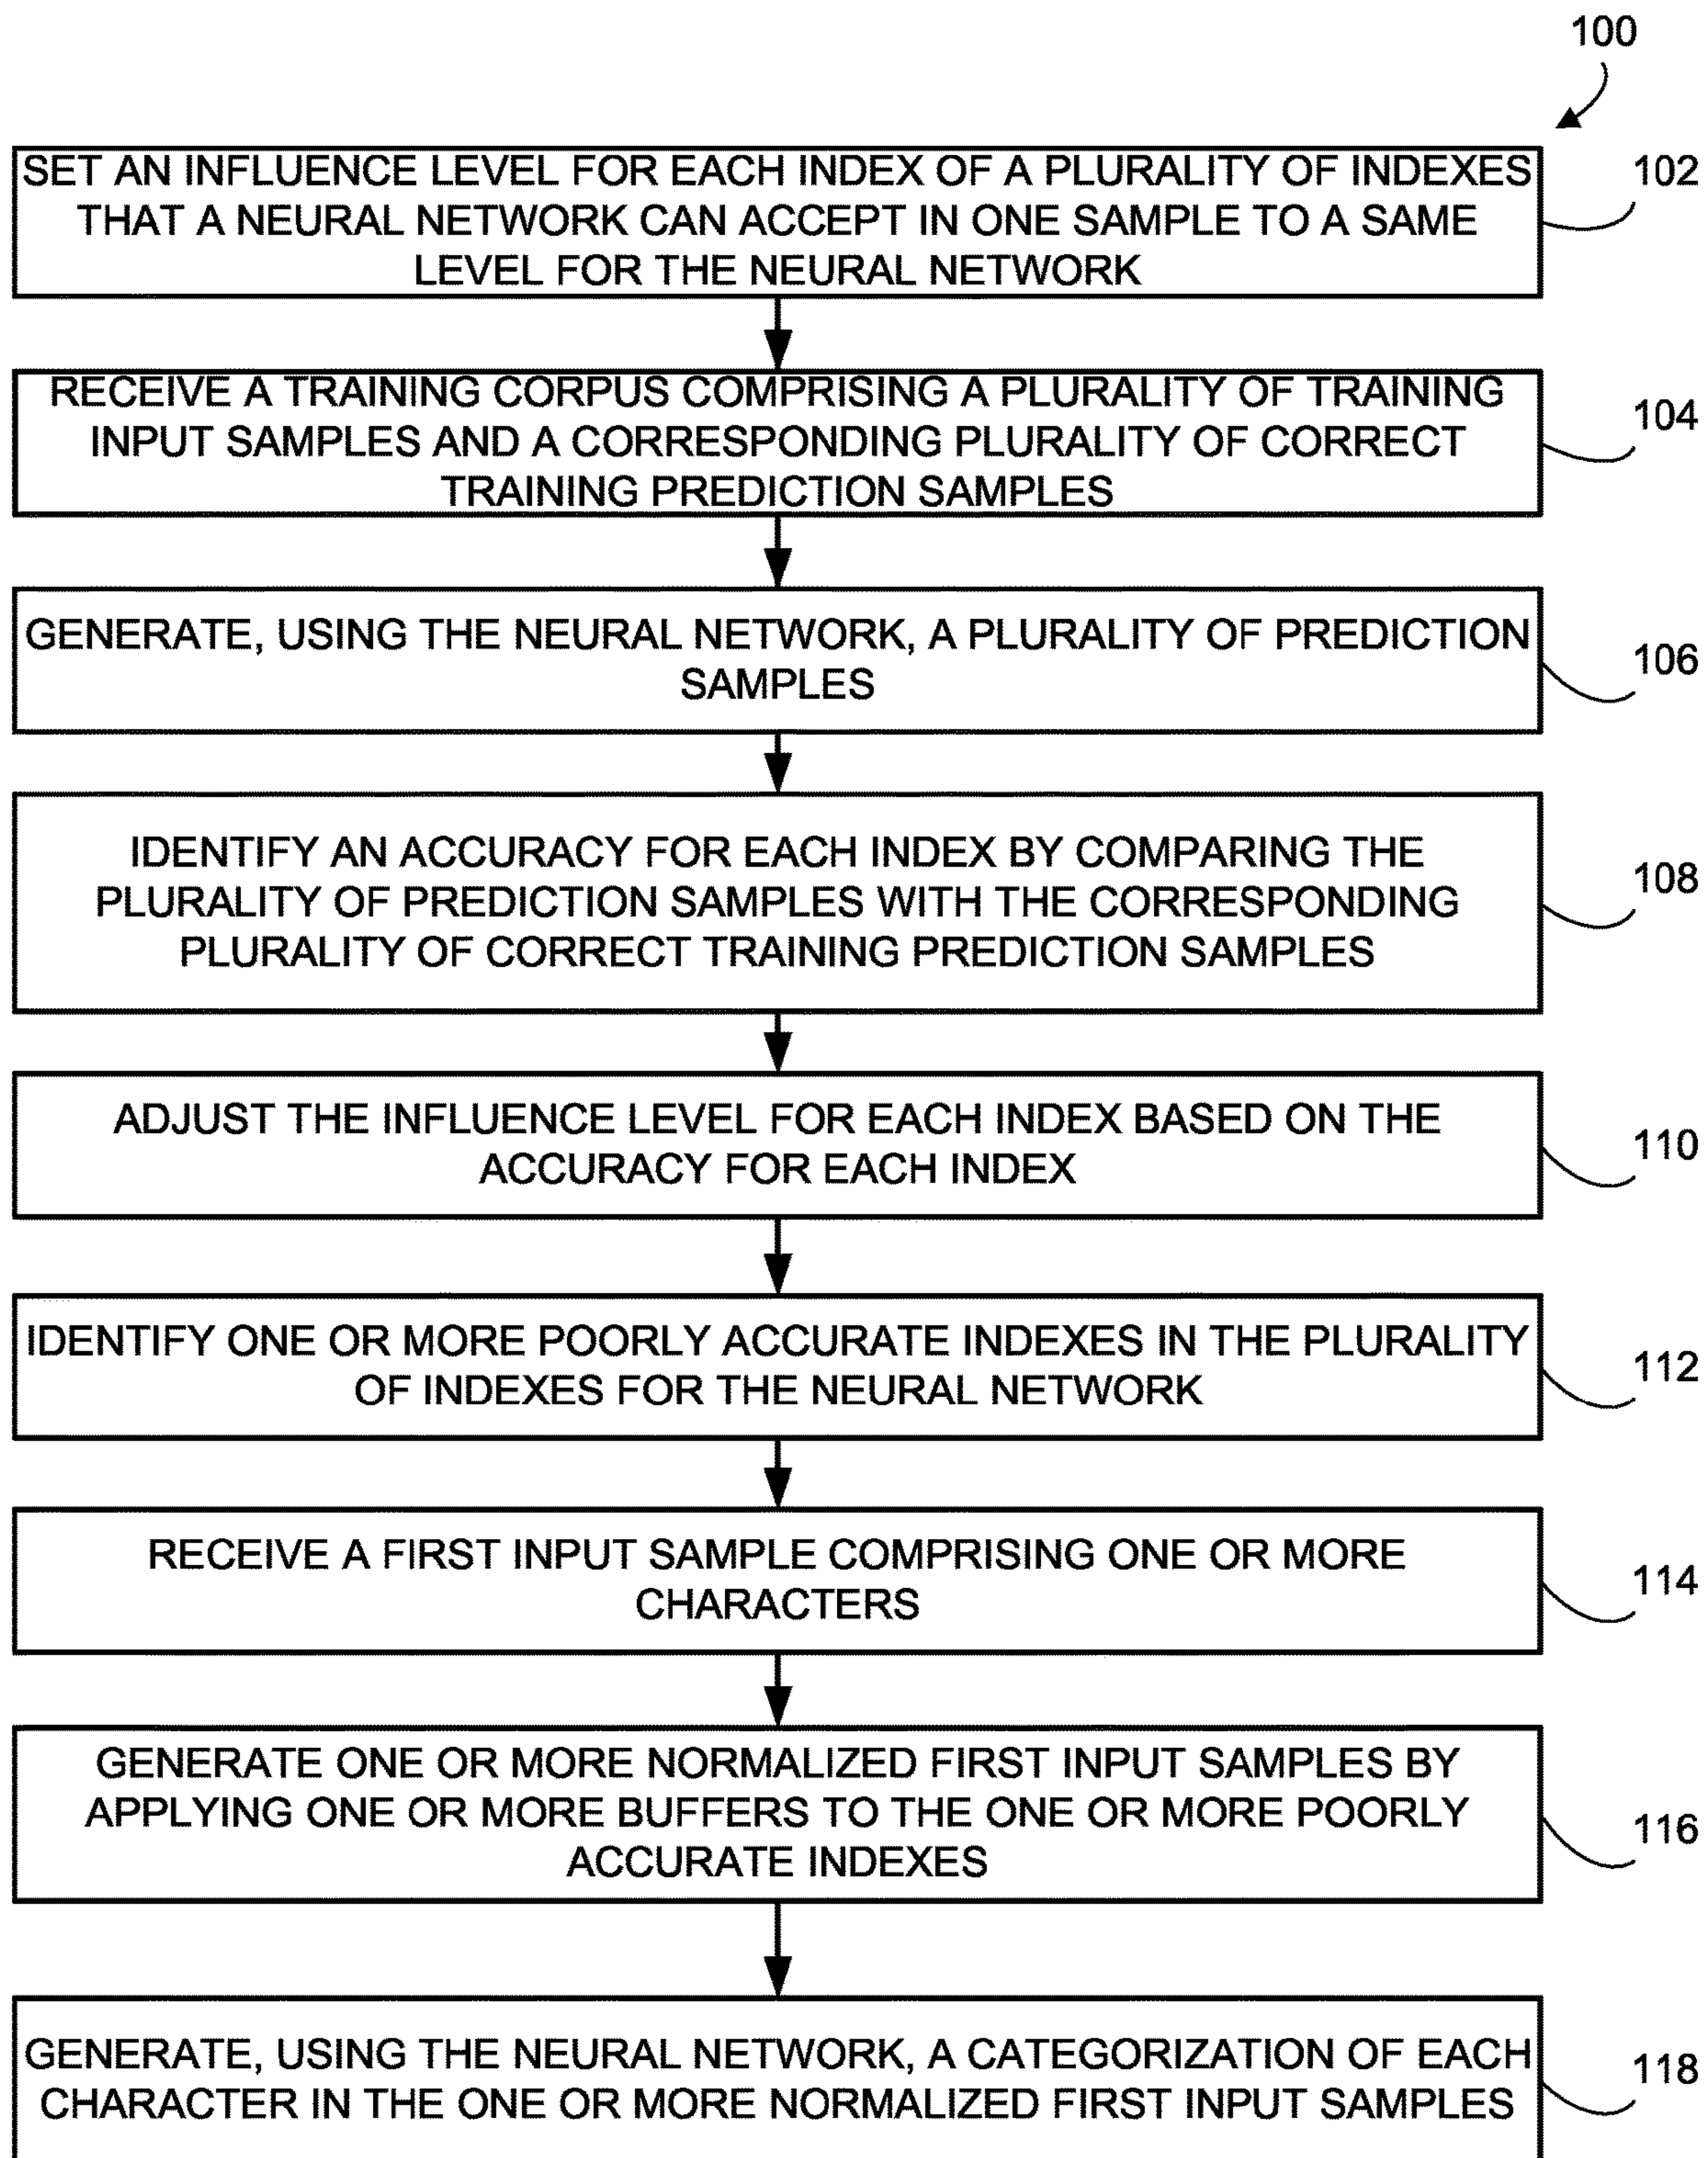 100
SET AN INFLUENCE LEVEL FOR EACH INDEX OF A PLURALITY OF INDEXES
THAT A NEURAL NETWORK CAN ACCEPT IN ONE SAMPLE TO A SAME
LEVEL FOR THE NEURAL NETWORK
102
RECEIVE A TRAINING CORPUS COMPRISING A PLURALITY OF TRAINING
INPUT SAMPLES AND A CORRESPONDING PLURALITY OF CORRECT
TRAINING PREDICTION SAMPLES
104
GENERATE, USING THE NEURAL NETWORK, A PLURALITY OF PREDICTION
SAMPLES
106
IDENTIFY AN ACCURACY FOR EACH INDEX BY COMPARING THE
PLURALITY OF PREDICTION SAMPLES WITH THE CORRESPONDING
PLURALITY OF CORRECT TRAINING PREDICTION SAMPLES
108
ADJUST THE INFLUENCE LEVEL FOR EACH INDEX BASED ON THE
ACCURACY FOR EACH INDEX
110
IDENTIFY ONE OR MORE POORLY ACCURATE INDEXES IN THE PLURALITY
OF INDEXES FOR THE NEURAL NETWORK
112
RECEIVE A FIRST INPUT SAMPLE COMPRISING ONE OR MORE
CHARACTERS
114
GENERATE ONE OR MORE NORMALIZED FIRST INPUT SAMPLES BY
APPLYING ONE OR MORE BUFFERS TO THE ONE OR MORE POORLY
ACCURATE INDEXES
116
GENERATE, USING THE NEURAL NETWORK, A CATEGORIZATION OF EACH
CHARACTER IN THE ONE OR MORE NORMALIZED FIRST INPUT SAMPLES
118